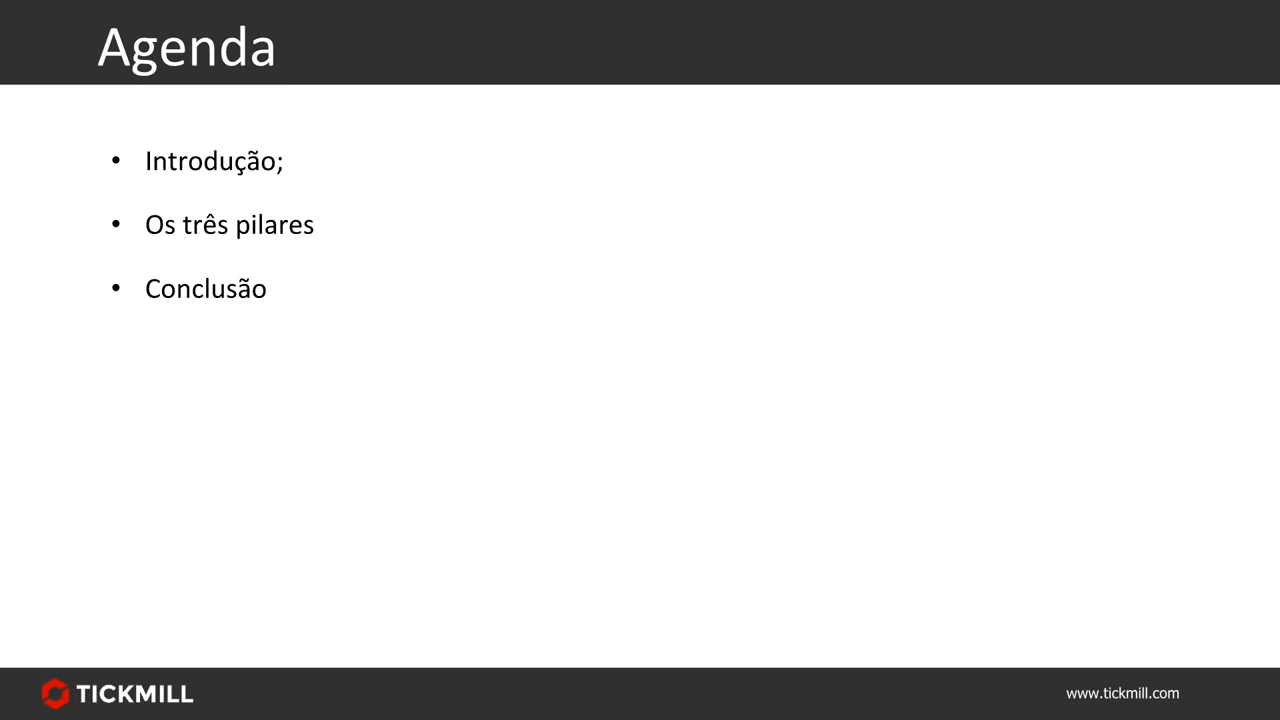 Agenda
• Introdução;
• Os três pilares
• Conclusão
TICKMILL
www.tickmill.com